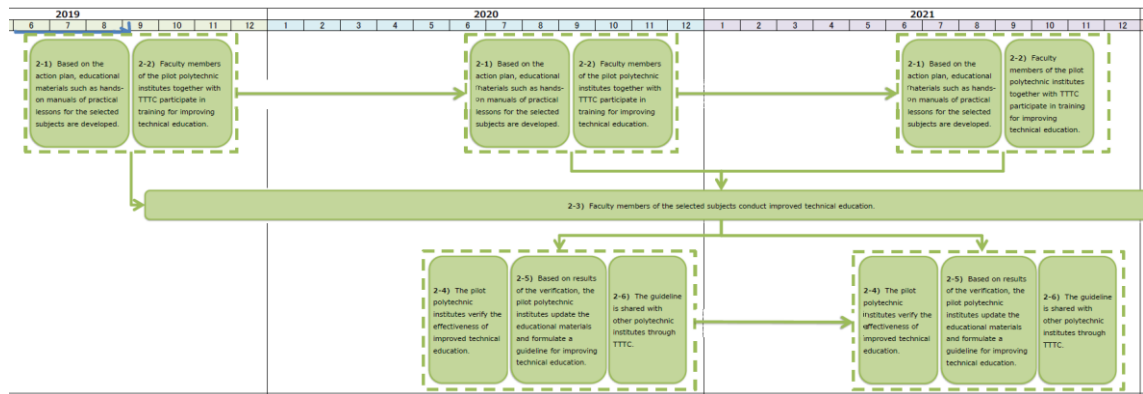 2019 2020 2021
6 7 8 9 10 11 12 1 2 3 4 5 6 7 8 9 10 11 12 1 2 3 4 5 6 7 8 9 10 11 12
2-1) Based on the
action plan, educational
materials such as hands-
on manuals of practical
lessons for the selected
subjects are developed.
2-2) Faculty members
of the pilot polytechnic
institutes together with
TTTC participate in
training for improving
technical education.
2-1) Based on the
action plan, educational
materials such as hands-
on manuals of practical
lessons for the selected
subjects are developed.
2-2) Faculty members
of the pilot polytechnic
institutes together with
TTTC participate in
training for improving
technical education.
2-1) Based on the
action plan, educational
materials such as hands-
on manuals of practical
lessons for the selected
subjects are developed.
2-2) Faculty
members of the pilot
polytechnic institutes
together with TTTC
participate in training
for improving
technical education.
2-3) Faculty members of the selected subjects conduct improved technical education.
2-4) The pilot
polytechnic
institutes verify the
effectiveness of
improved technical
education.
2-5) Based on results
of the verification, the
pilot polytechnic
institutes update the
educational materials
and formulate a
guideline for improving
technical education.
2-6) The guideline
is shared with
other polytechnic
institutes through
TTTC.
2-4) The pilot
polytechnic
institutes verify the
effectiveness of
improved technical
education.
2-5) Based on results
of the verification, the
pilot polytechnic
institutes update the
educational materials
and formulate a
guideline for improving
technical education.
2-6) The guideline
is shared with
other polytechnic
institutes through
TTTC.